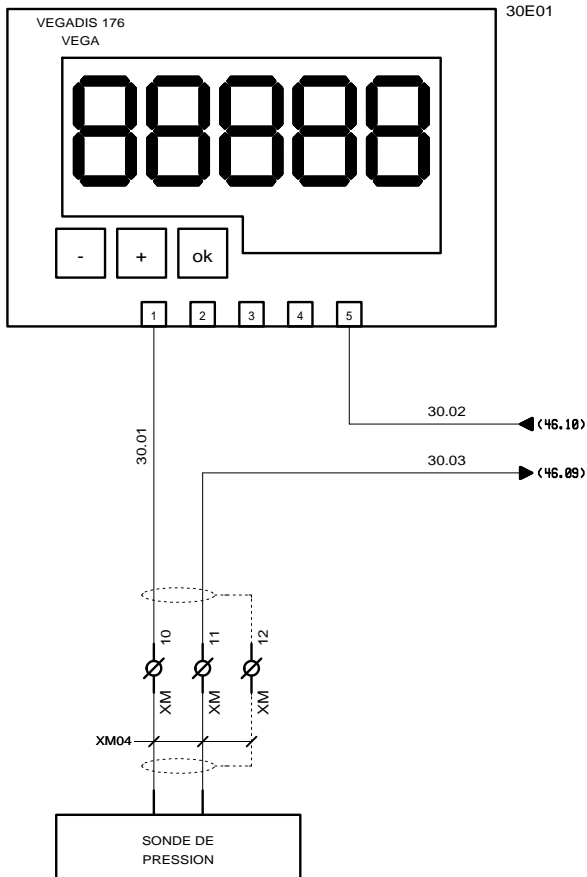 30E01
VEGADIS 176
VEGA
88888
- + ok
1 2 3 4 5
30.02 (46.10)
30.01
30.03 (46.09)
10 11 12
XM XM XM
XM04
SONDE DE
PRESSION